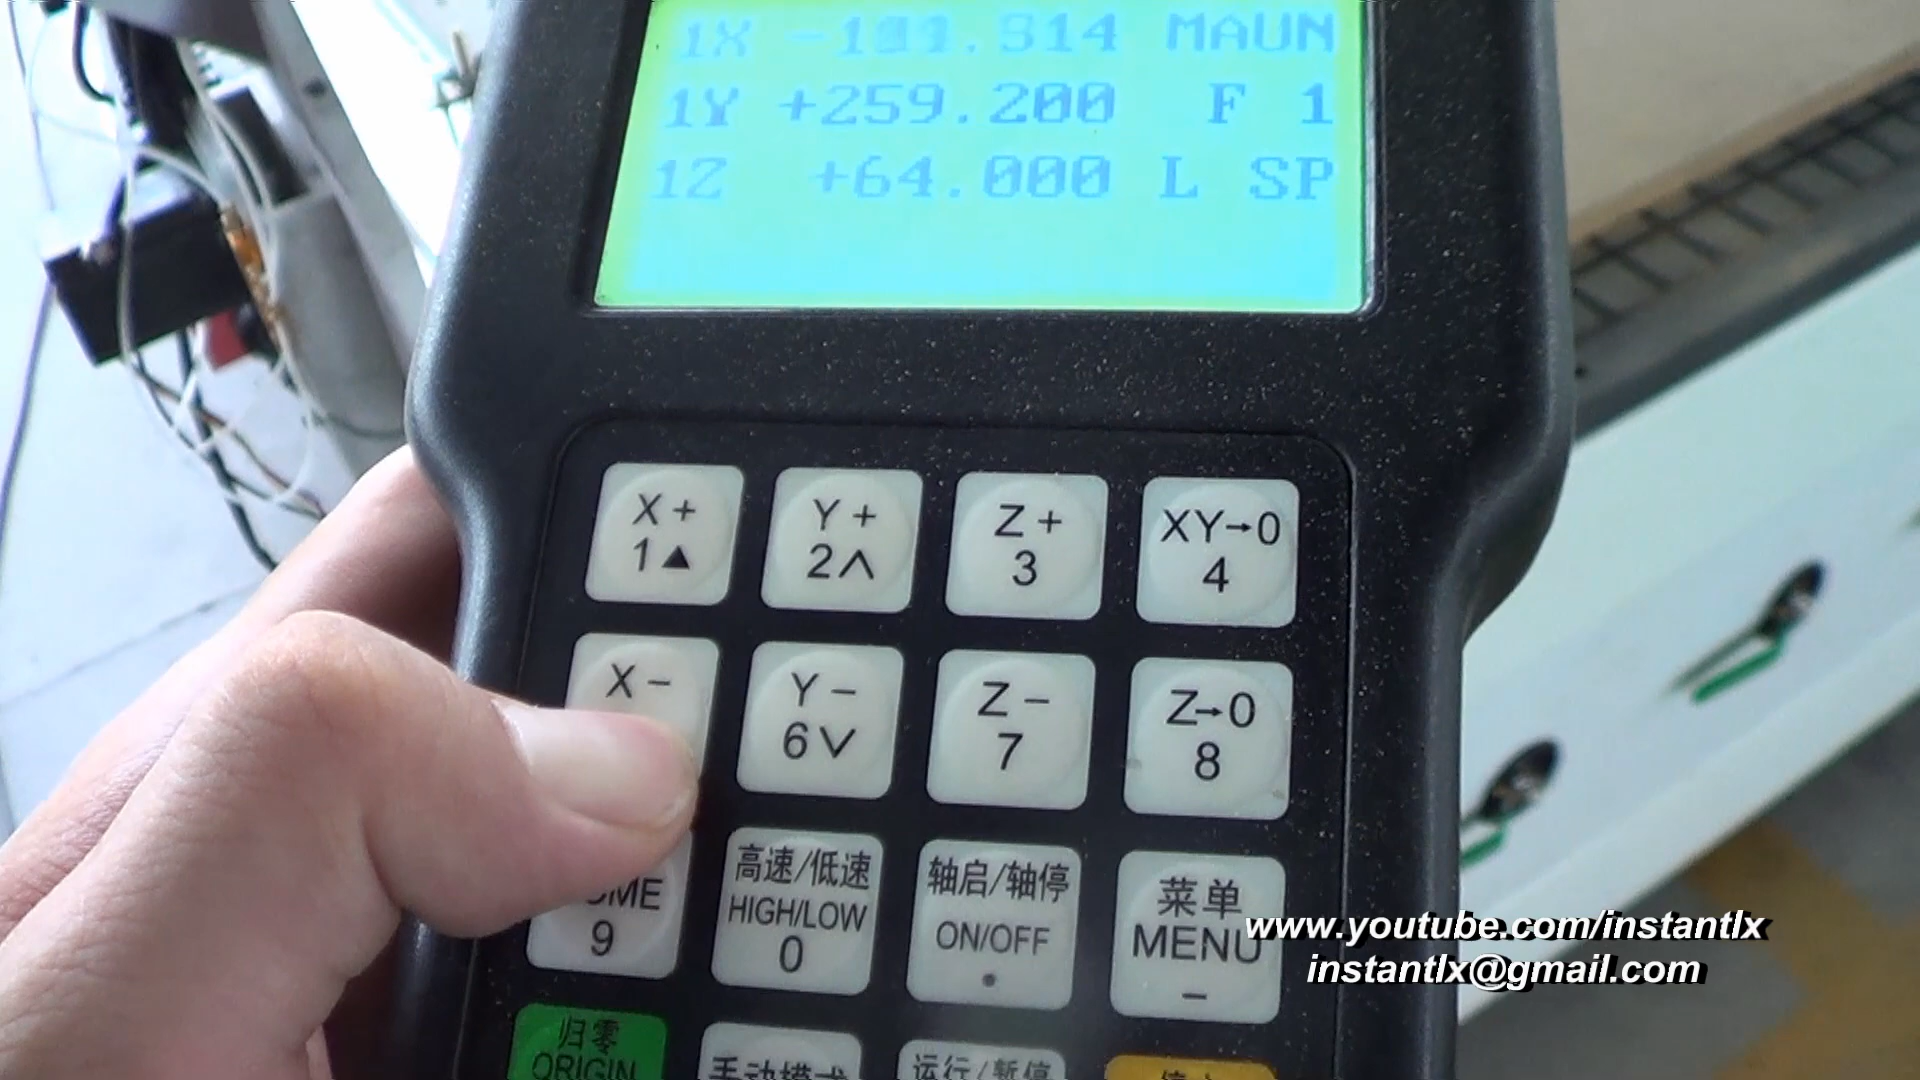 1X MAUN
1Y +259.200 F 1
1Z +64.000 L SP
X+ Y+ Z+ XY→0
1▲ 2∧ 3 4
X- Y- Z- Z→0
6∨ 7 8
高速/低速 轴启/轴停 菜单
HIGH/LOW ON/OFF MENU
9 0 • -
归零 手动模式 运行/暂停
ORIGIN
www.youtube.com/instantlx
instantlx@gmail.com